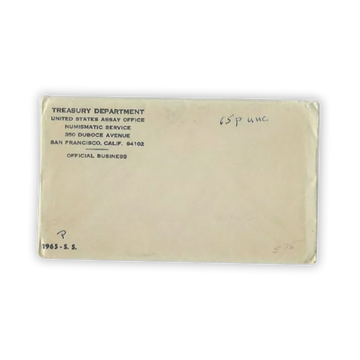 TREASURY DEPARTMENT
UNITED STATES ASSAY OFFICE
NUMISMATIC SERVICE
350 DUBOCE AVENUE
SAN FRANCISCO, CALIF. 94102
OFFICIAL BUSINESS
65 p unc
P
1965 - S. S.